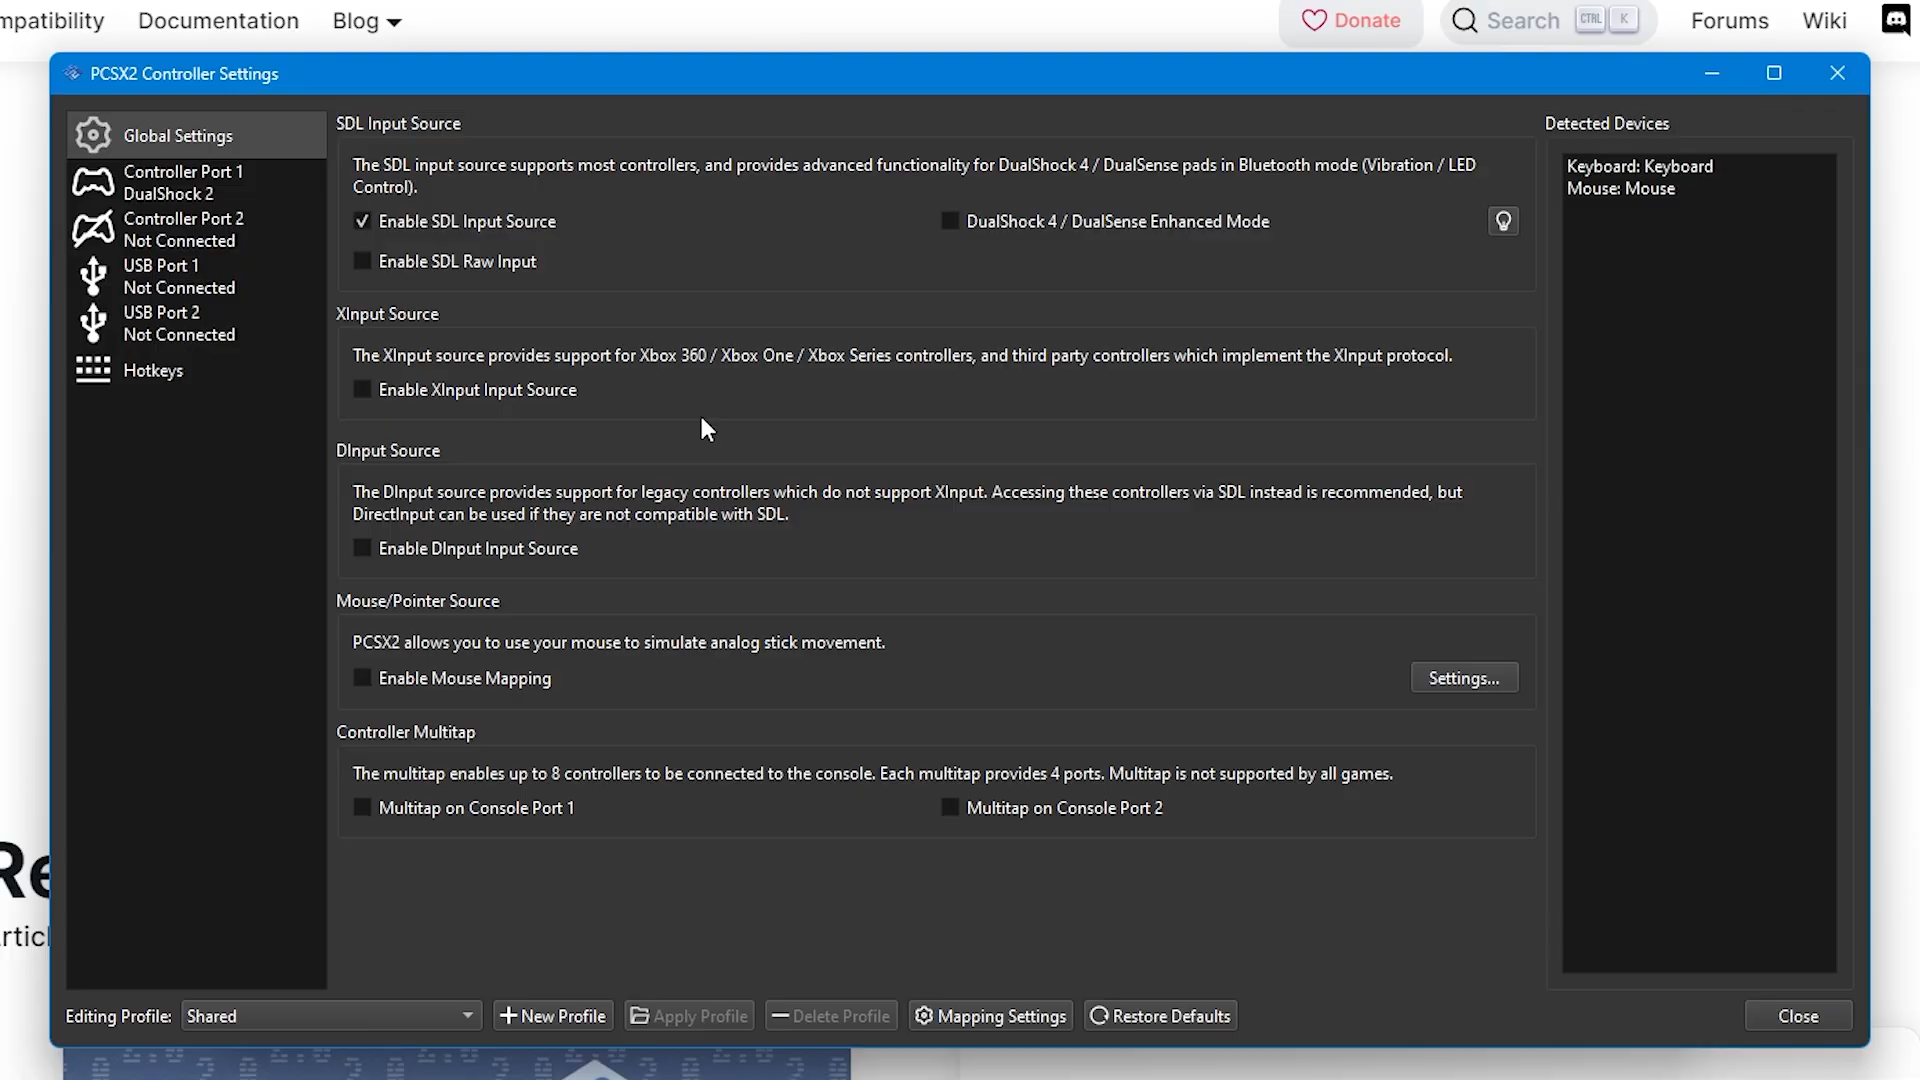 mpatibility Documentation Blog Donate Search CTRL K Forums Wiki
PCSX2 Controller Settings
Global Settings
Controller Port 1
DualShock 2
Controller Port 2
Not Connected
USB Port 1
Not Connected
USB Port 2
Not Connected
Hotkeys
SDL Input Source
The SDL input source supports most controllers, and provides advanced functionality for DualShock 4 / DualSense pads in Bluetooth mode (Vibration / LED
Control).
Enable SDL Input Source DualShock 4 / DualSense Enhanced Mode
Enable SDL Raw Input
XInput Source
The XInput source provides support for Xbox 360 / Xbox One / Xbox Series controllers, and third party controllers which implement the XInput protocol.
Enable XInput Input Source
DInput Source
The DInput source provides support for legacy controllers which do not support XInput. Accessing these controllers via SDL instead is recommended, but
DirectInput can be used if they are not compatible with SDL.
Enable DInput Input Source
Mouse/Pointer Source
PCSX2 allows you to use your mouse to simulate analog stick movement.
Enable Mouse Mapping Settings...
Controller Multitap
The multitap enables up to 8 controllers to be connected to the console. Each multitap provides 4 ports. Multitap is not supported by all games.
Multitap on Console Port 1 Multitap on Console Port 2
Detected Devices
Keyboard: Keyboard
Mouse: Mouse
Re
rticl
Editing Profile: Shared New Profile Apply Profile Delete Profile Mapping Settings Restore Defaults Close